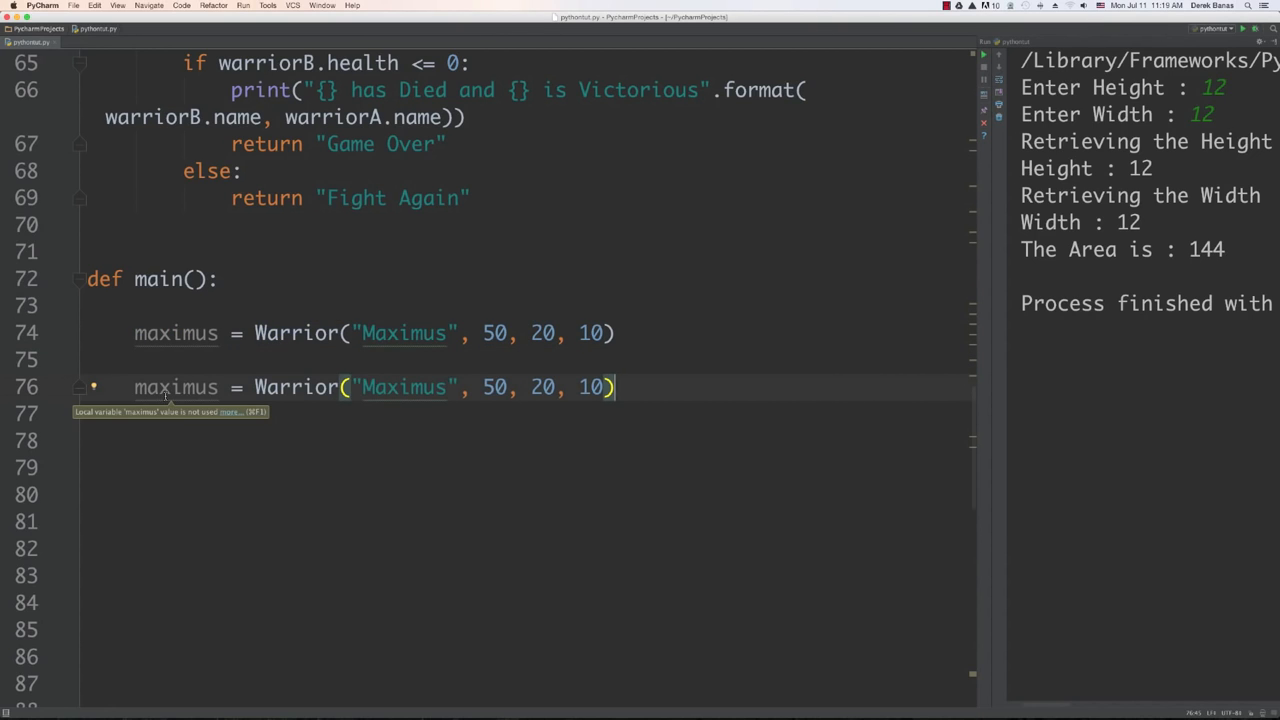 PyCharm File Edit View Navigate Code Refactor Run Tools VCS Window Help
10 Mon Jul 11 11:19 AM Derek Banas
pythontut.py - PycharmProjects - [~/PycharmProjects]
PycharmProjects pythontut.py pythontut
pythontut.py
Run pythontut
65 if warriorB.health <= 0:
66 print("{} has Died and {} is Victorious".format(
warriorB.name, warriorA.name))
67 return "Game Over"
68 else:
69 return "Fight Again"
70
71
72 def main():
73
74 maximus = Warrior("Maximus", 50, 20, 10)
75
76 maximus = Warrior("Maximus", 50, 20, 10)
Local variable 'maximus' value is not used more... (⌘F1)
77
78
79
80
81
82
83
84
85
86
87
88
/Library/Frameworks/Py
Enter Height : 12
Enter Width : 12
Retrieving the Height
Height : 12
Retrieving the Width
Width : 12
The Area is : 144
Process finished with
76:45 LF÷ UTF-8÷